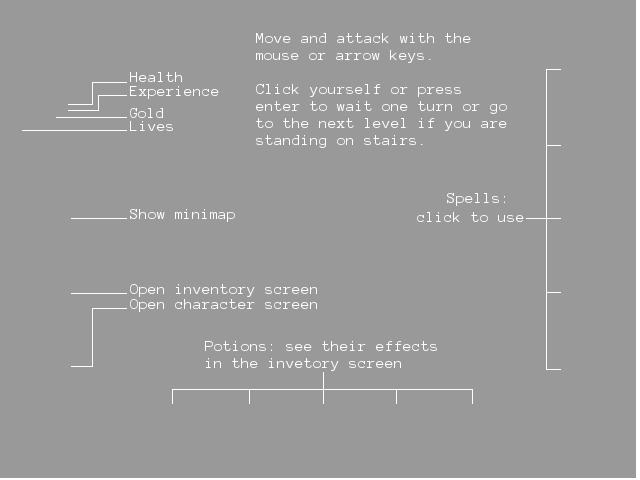 Move and attack with the
mouse or arrow keys.
Health
Experience
Gold
Lives
Click yourself or press
enter to wait one turn or go
to the next level if you are
standing on stairs.
Spells:
click to use
Show minimap
Open inventory screen
Open character screen
Potions: see their effects
in the invetory screen